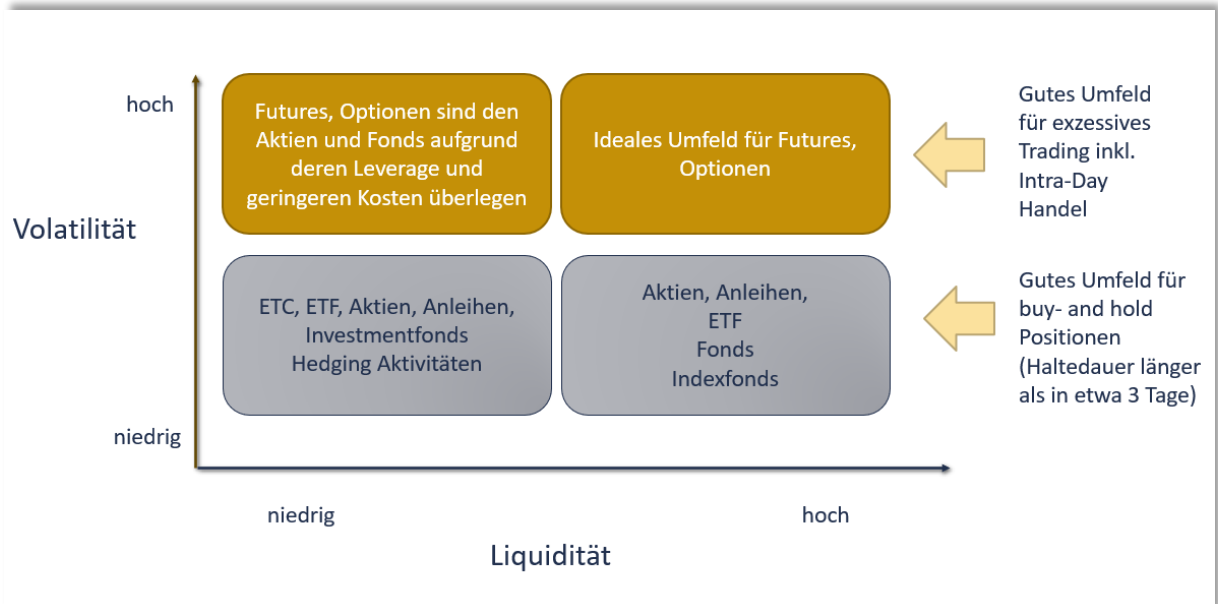 hoch
Futures, Optionen sind den
Aktien und Fonds aufgrund
deren Leverage und
geringeren Kosten überlegen
Ideales Umfeld für Futures,
Optionen
Gutes Umfeld
für exzessives
Trading inkl.
Intra-Day
Handel
Volatilität
ETC, ETF, Aktien, Anleihen,
Investmentfonds
Hedging Aktivitäten
Aktien, Anleihen,
ETF
Fonds
Indexfonds
Gutes Umfeld für
buy- and hold
Positionen
(Haltedauer länger
als in etwa 3 Tage)
niedrig
niedrig
hoch
Liquidität